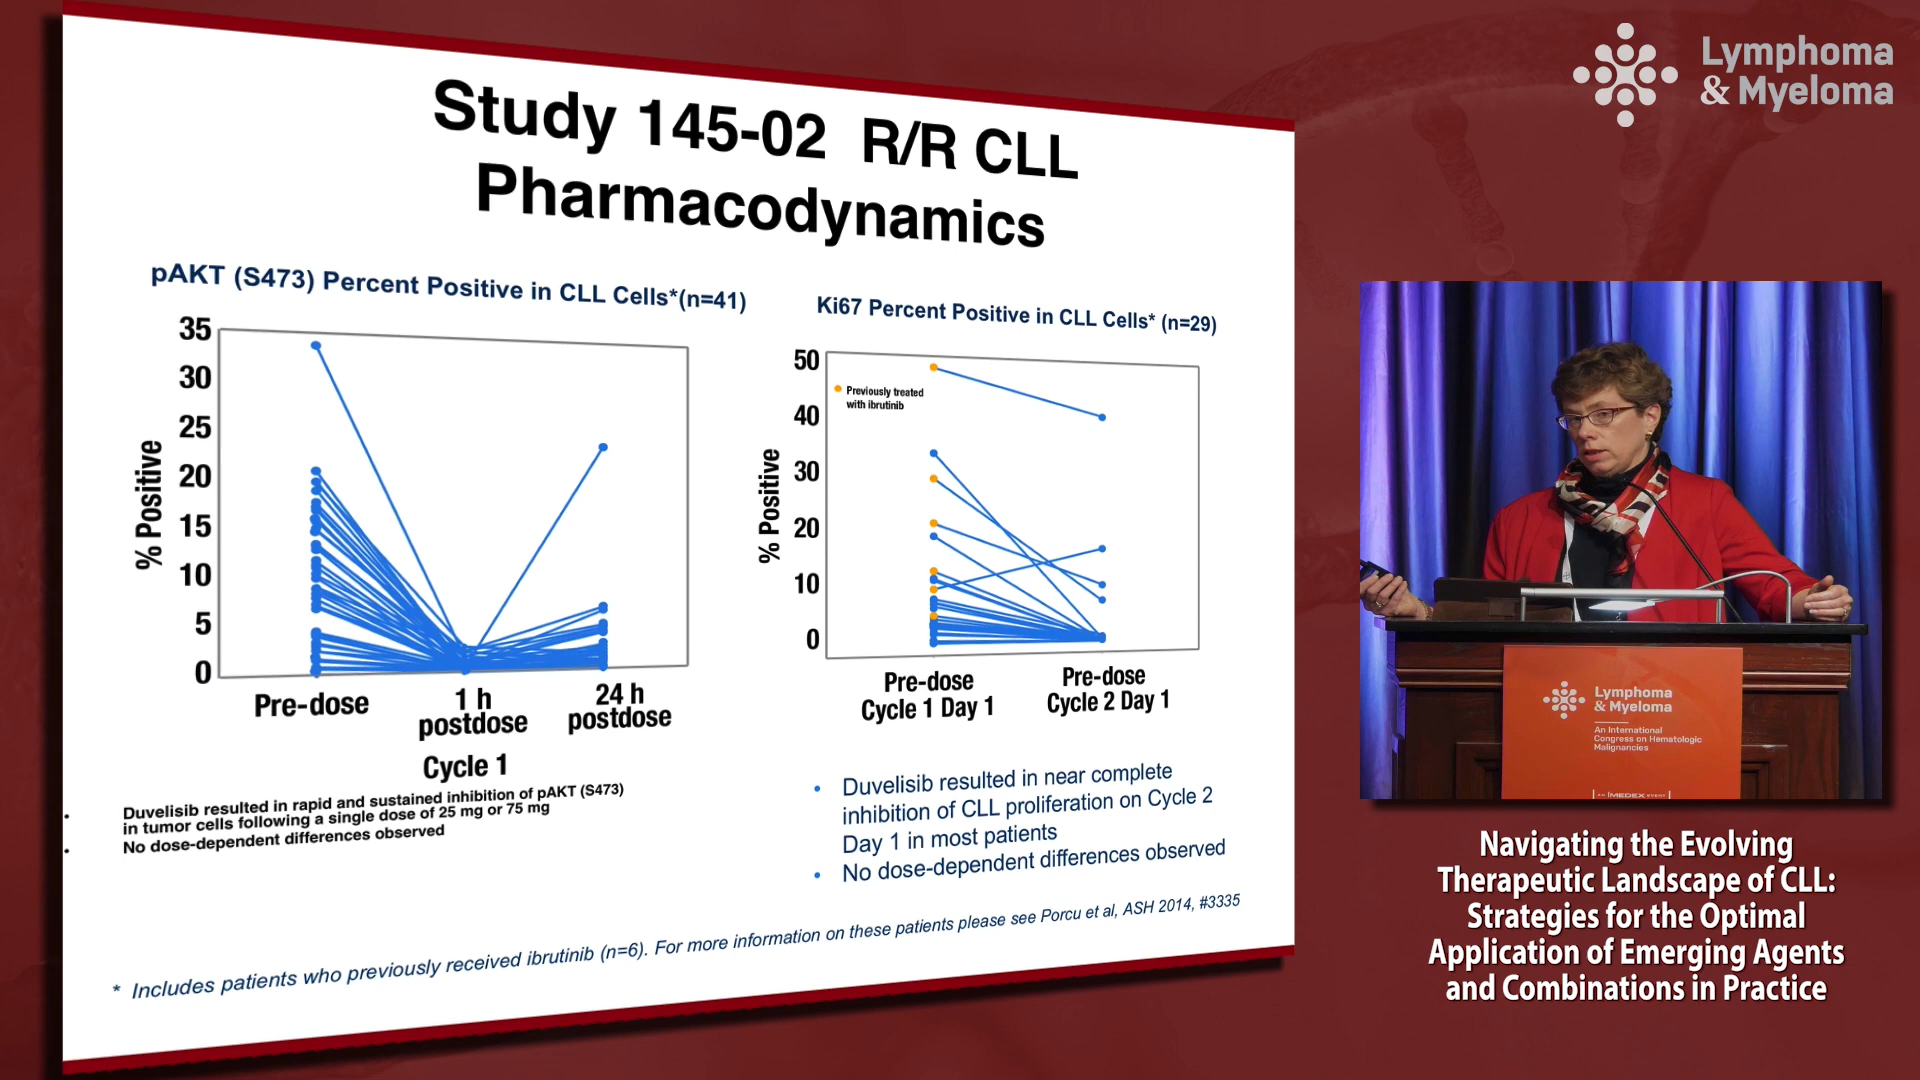 Study 145-02 R/R CLL
Pharmacodynamics
pAKT (S473) Percent Positive in CLL Cells*(n=41)
35
30
25
20
15
10
5
0
% Positive
Pre-dose
1 h
postdose
24 h
postdose
Cycle 1
• Duvelisib resulted in rapid and sustained inhibition of pAKT (S473)
in tumor cells following a single dose of 25 mg or 75 mg
• No dose-dependent differences observed
Ki67 Percent Positive in CLL Cells* (n=29)
50
40
30
20
10
0
% Positive
Previously treated
with ibrutinib
Pre-dose
Cycle 1 Day 1
Pre-dose
Cycle 2 Day 1
• Duvelisib resulted in near complete
inhibition of CLL proliferation on Cycle 2
Day 1 in most patients
• No dose-dependent differences observed
* Includes patients who previously received ibrutinib (n=6). For more information on these patients please see Porcu et al, ASH 2014, #3335
Lymphoma
& Myeloma
Lymphoma
& Myeloma
An International
Congress on Hematologic
Malignancies
AN IMEDEX EVENT
Navigating the Evolving
Therapeutic Landscape of CLL:
Strategies for the Optimal
Application of Emerging Agents
and Combinations in Practice